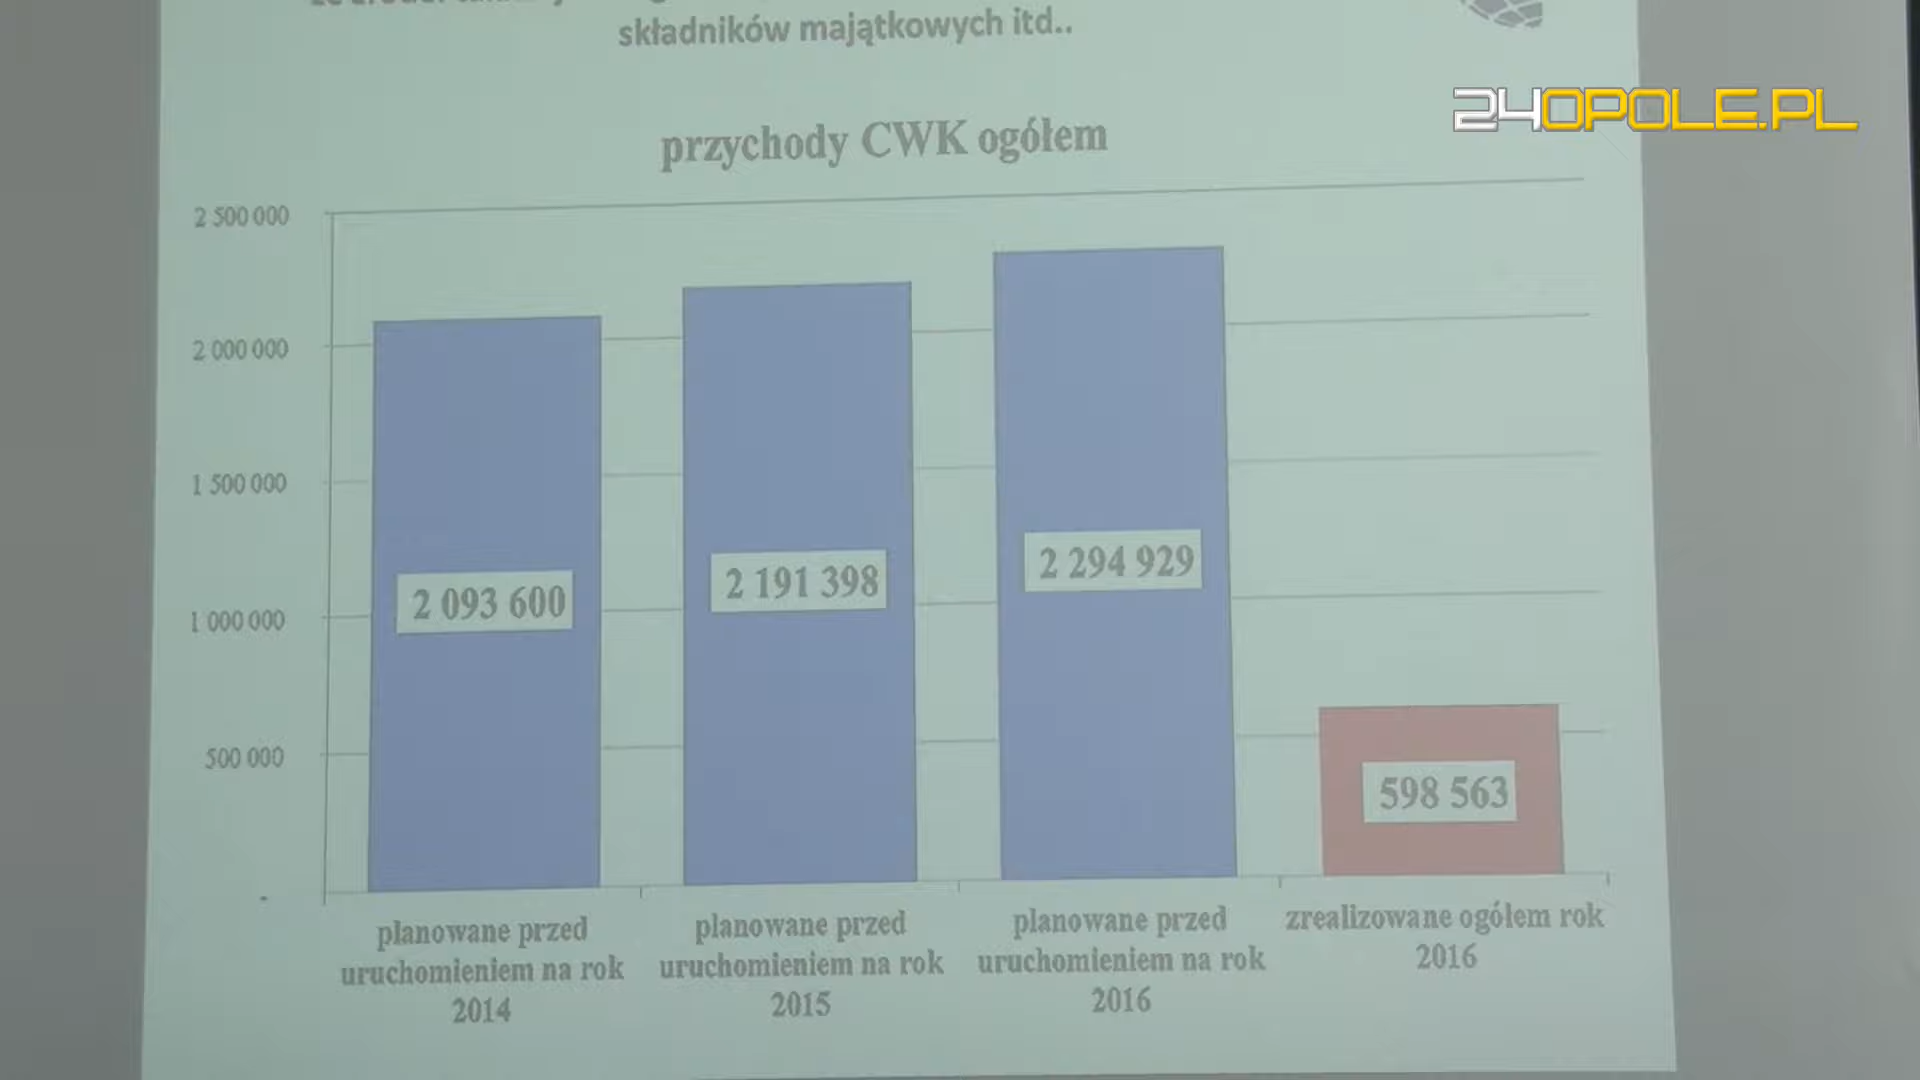 składników majątkowych itd..
24OPOLE.PL
przychody CWK ogółem
2 500 000
2 000 000
1 500 000
1 000 000
500 000
-
2 093 600
2 191 398
2 294 929
598 563
planowane przed
uruchomieniem na rok
2014
planowane przed
uruchomieniem na rok
2015
planowane przed
uruchomieniem na rok
2016
zrealizowane ogółem rok
2016